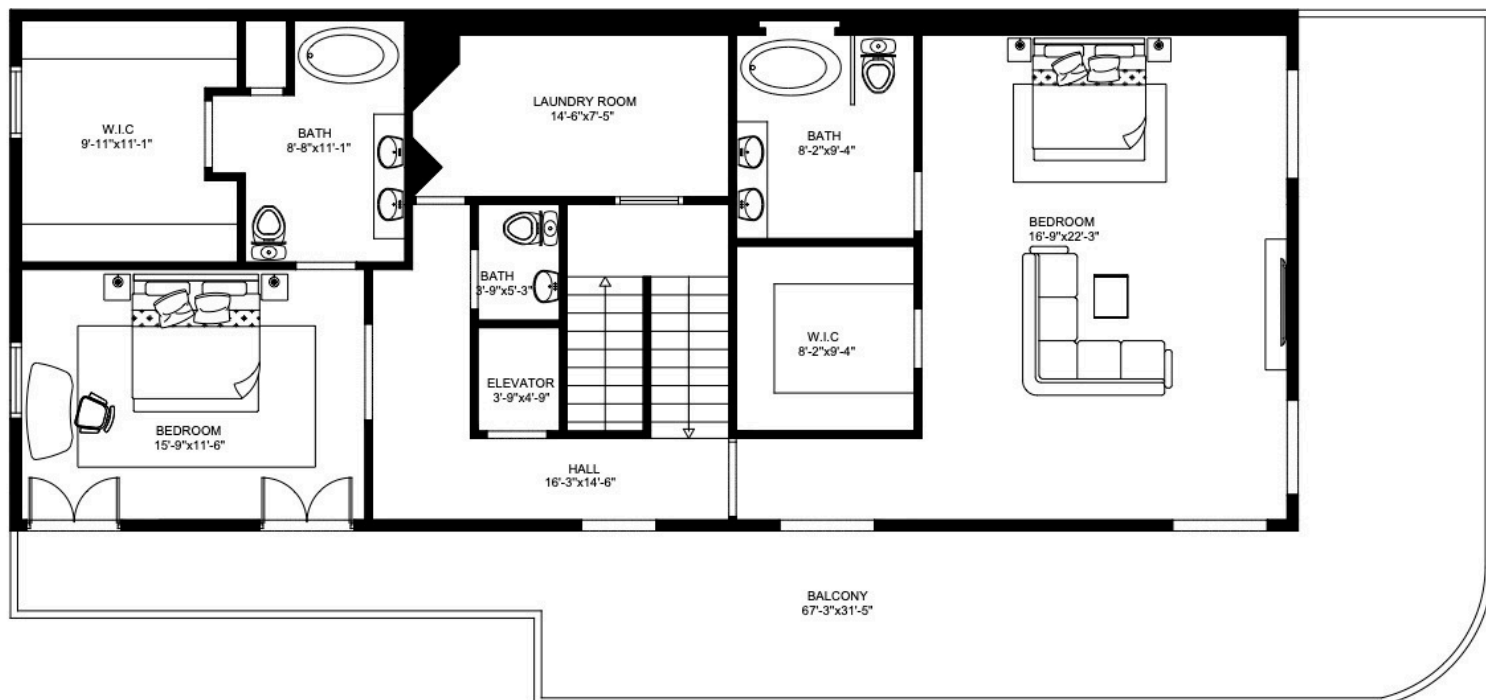 LAUNDRY ROOM
14'-6"x7'-5"
W.I.C
9'-11"x11'-1"
BATH
8'-8"x11'-1"
BATH
8'-2"x9'-4"
BEDROOM
16'-9"x22'-3"
BATH
3'-9"x5'-3"
W.I.C
8'-2"x9'-4"
ELEVATOR
3'-9"x4'-9"
BEDROOM
15'-9"x11'-6"
HALL
16'-3"x14'-6"
BALCONY
67'-3"x31'-5"